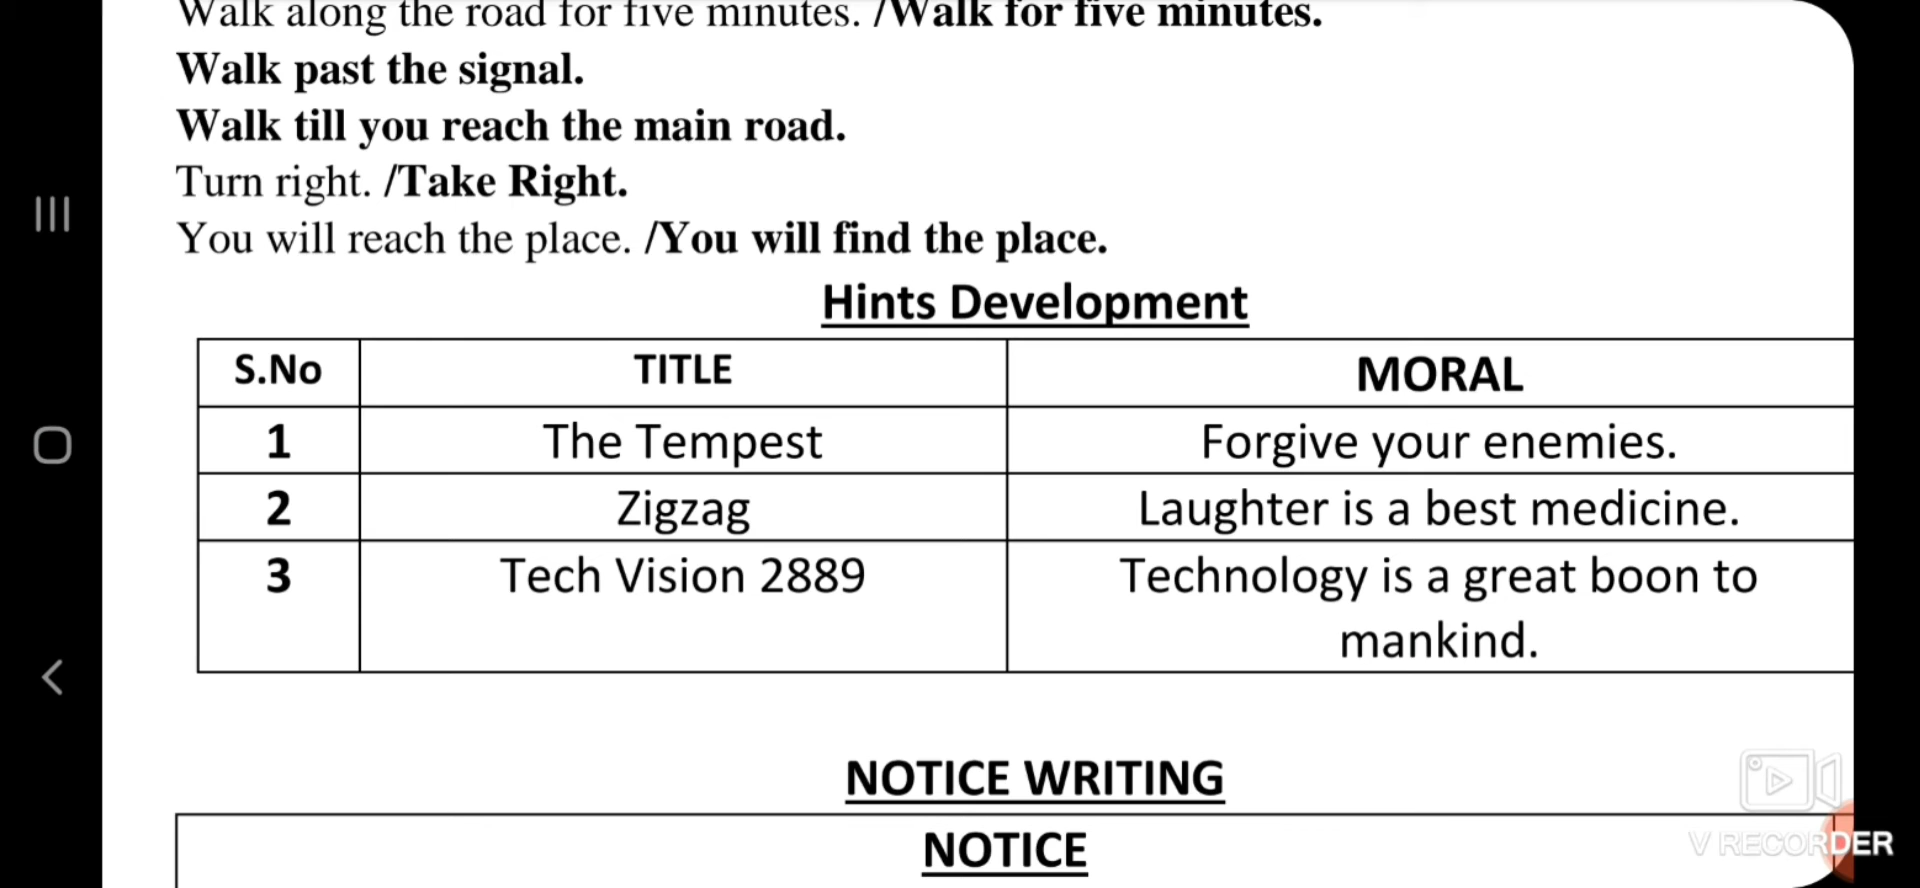 Walk along the road for five minutes. /Walk for five minutes.
Walk past the signal.
Walk till you reach the main road.
Turn right. /Take Right.
You will reach the place. /You will find the place.
Hints Development
S.No TITLE MORAL
1 The Tempest Forgive your enemies.
2 Zigzag Laughter is a best medicine.
3 Tech Vision 2889 Technology is a great boon to
mankind.
NOTICE WRITING
NOTICE
V RECORDER